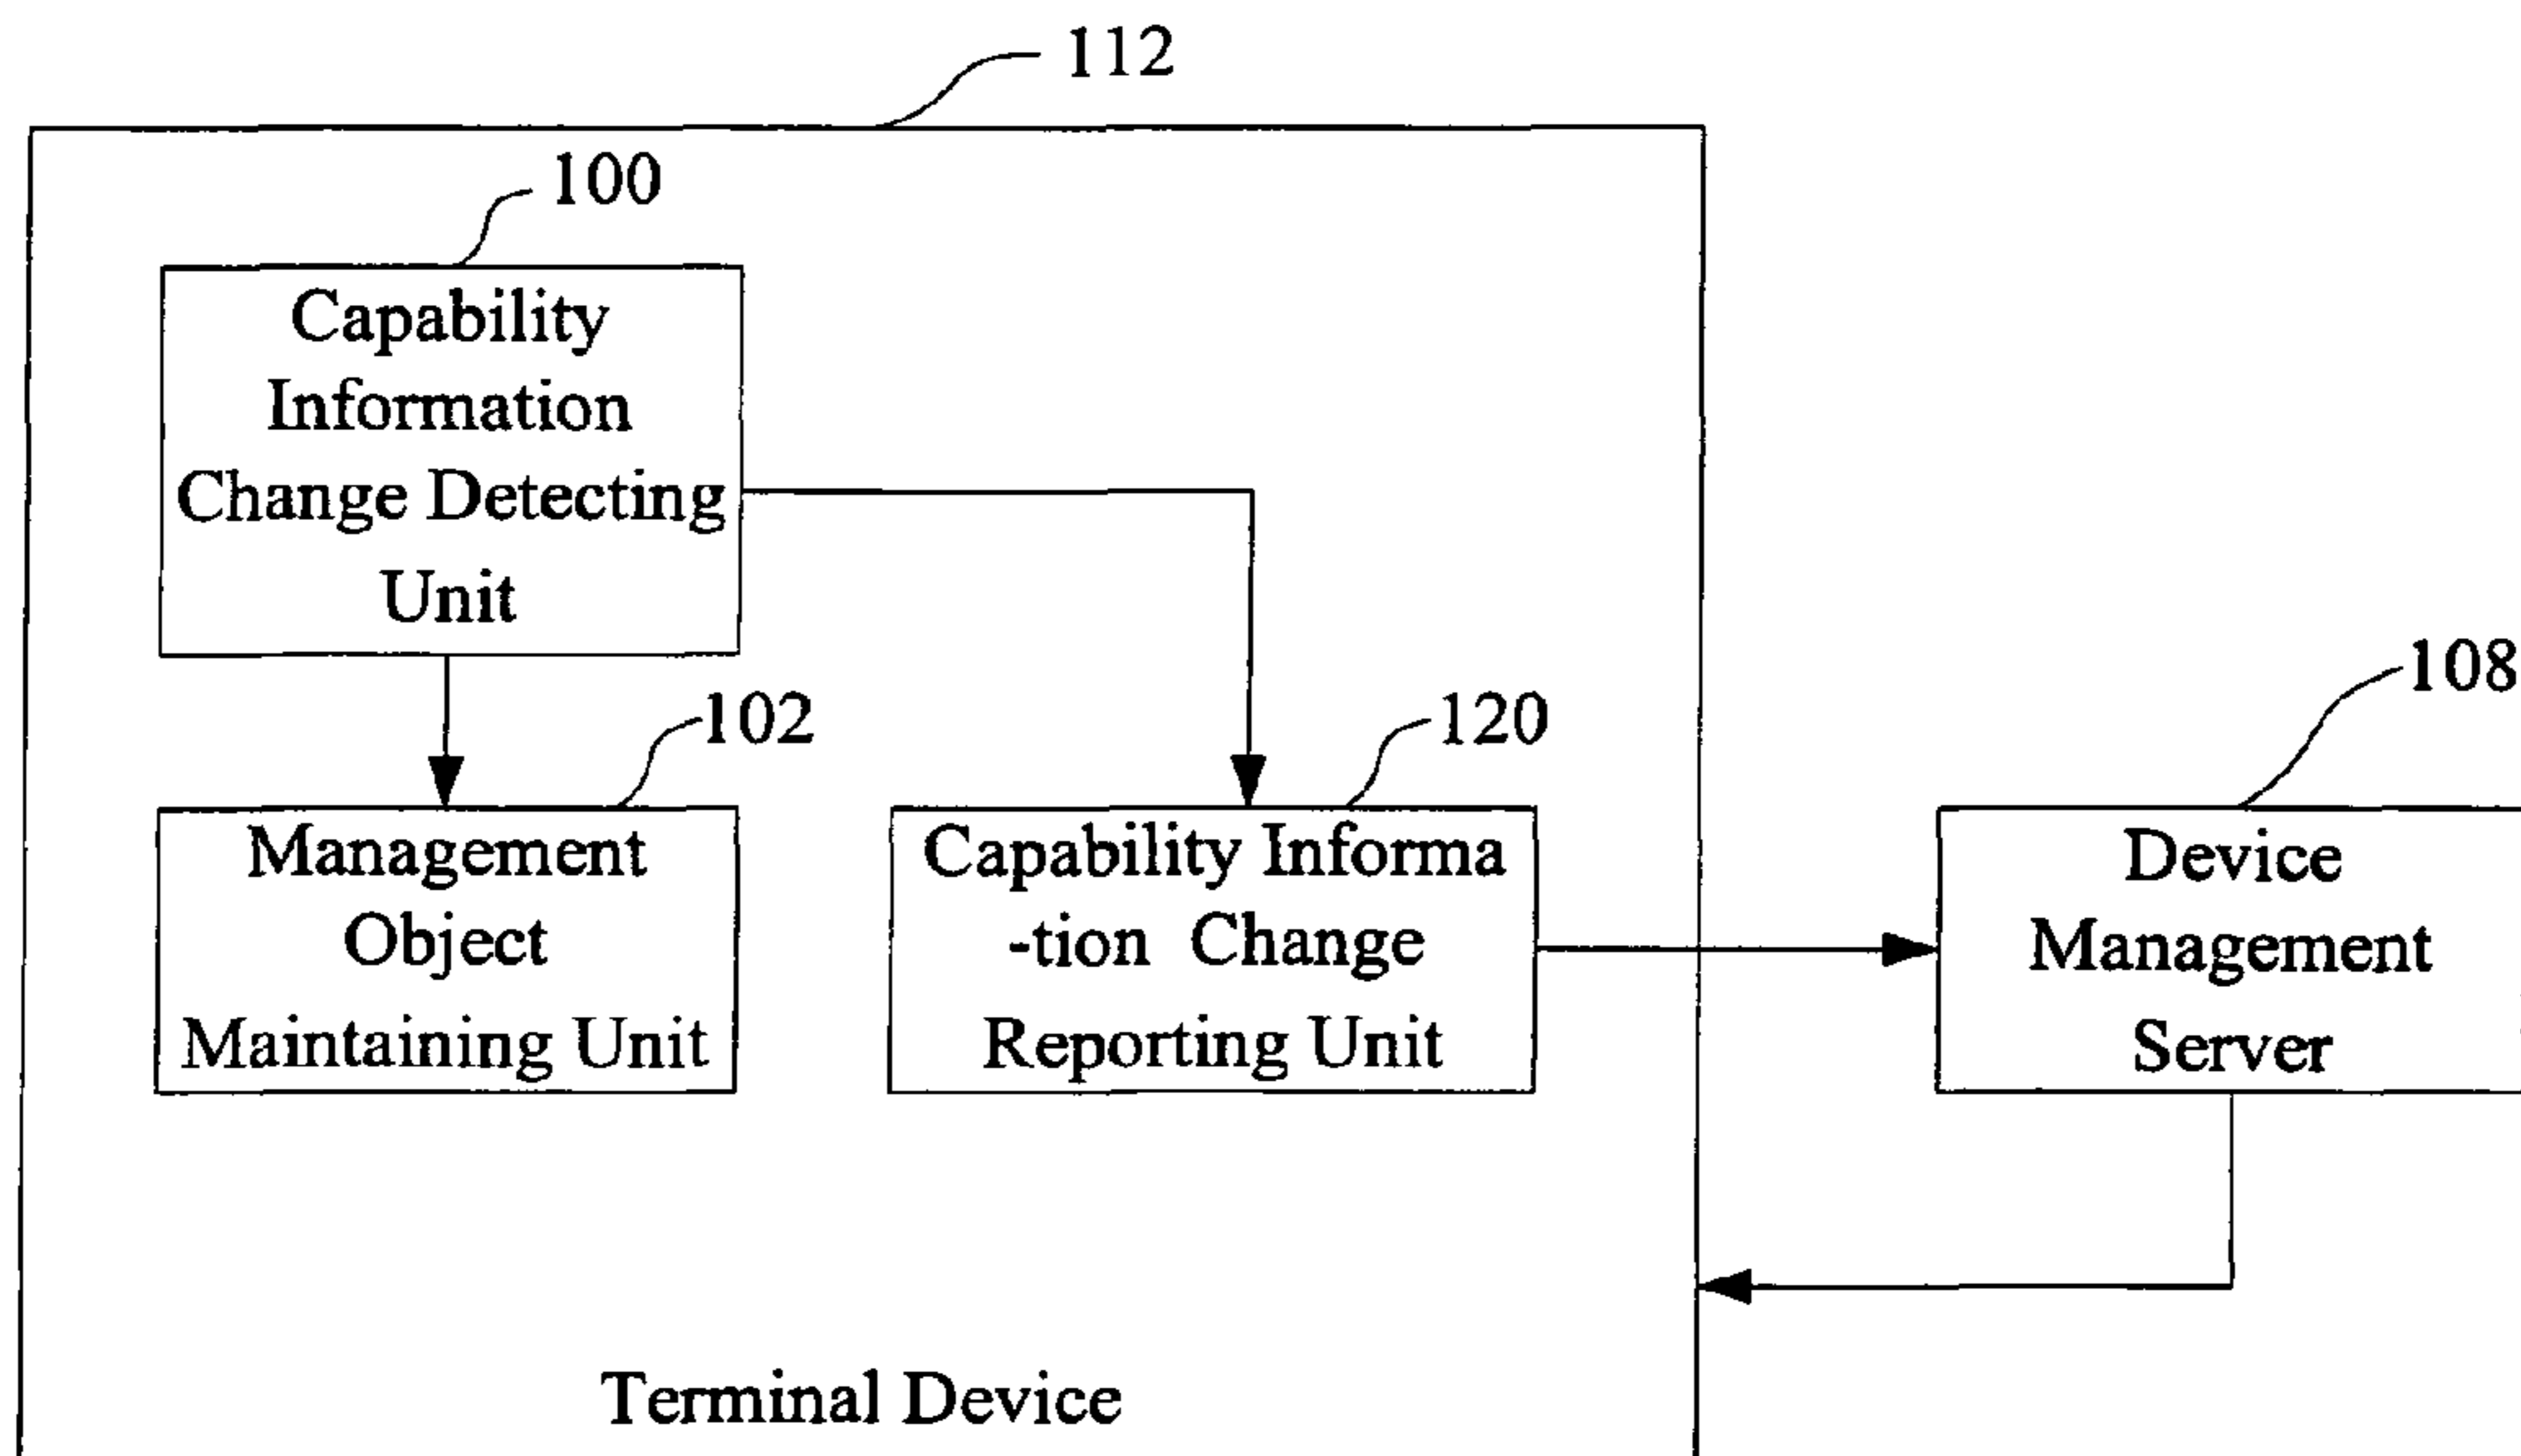 112
100
Capability
Information
Change Detecting
Unit
102
Management
Object
Maintaining Unit
120
Capability Informa
-tion Change
Reporting Unit
108
Device
Management
Server
Terminal Device